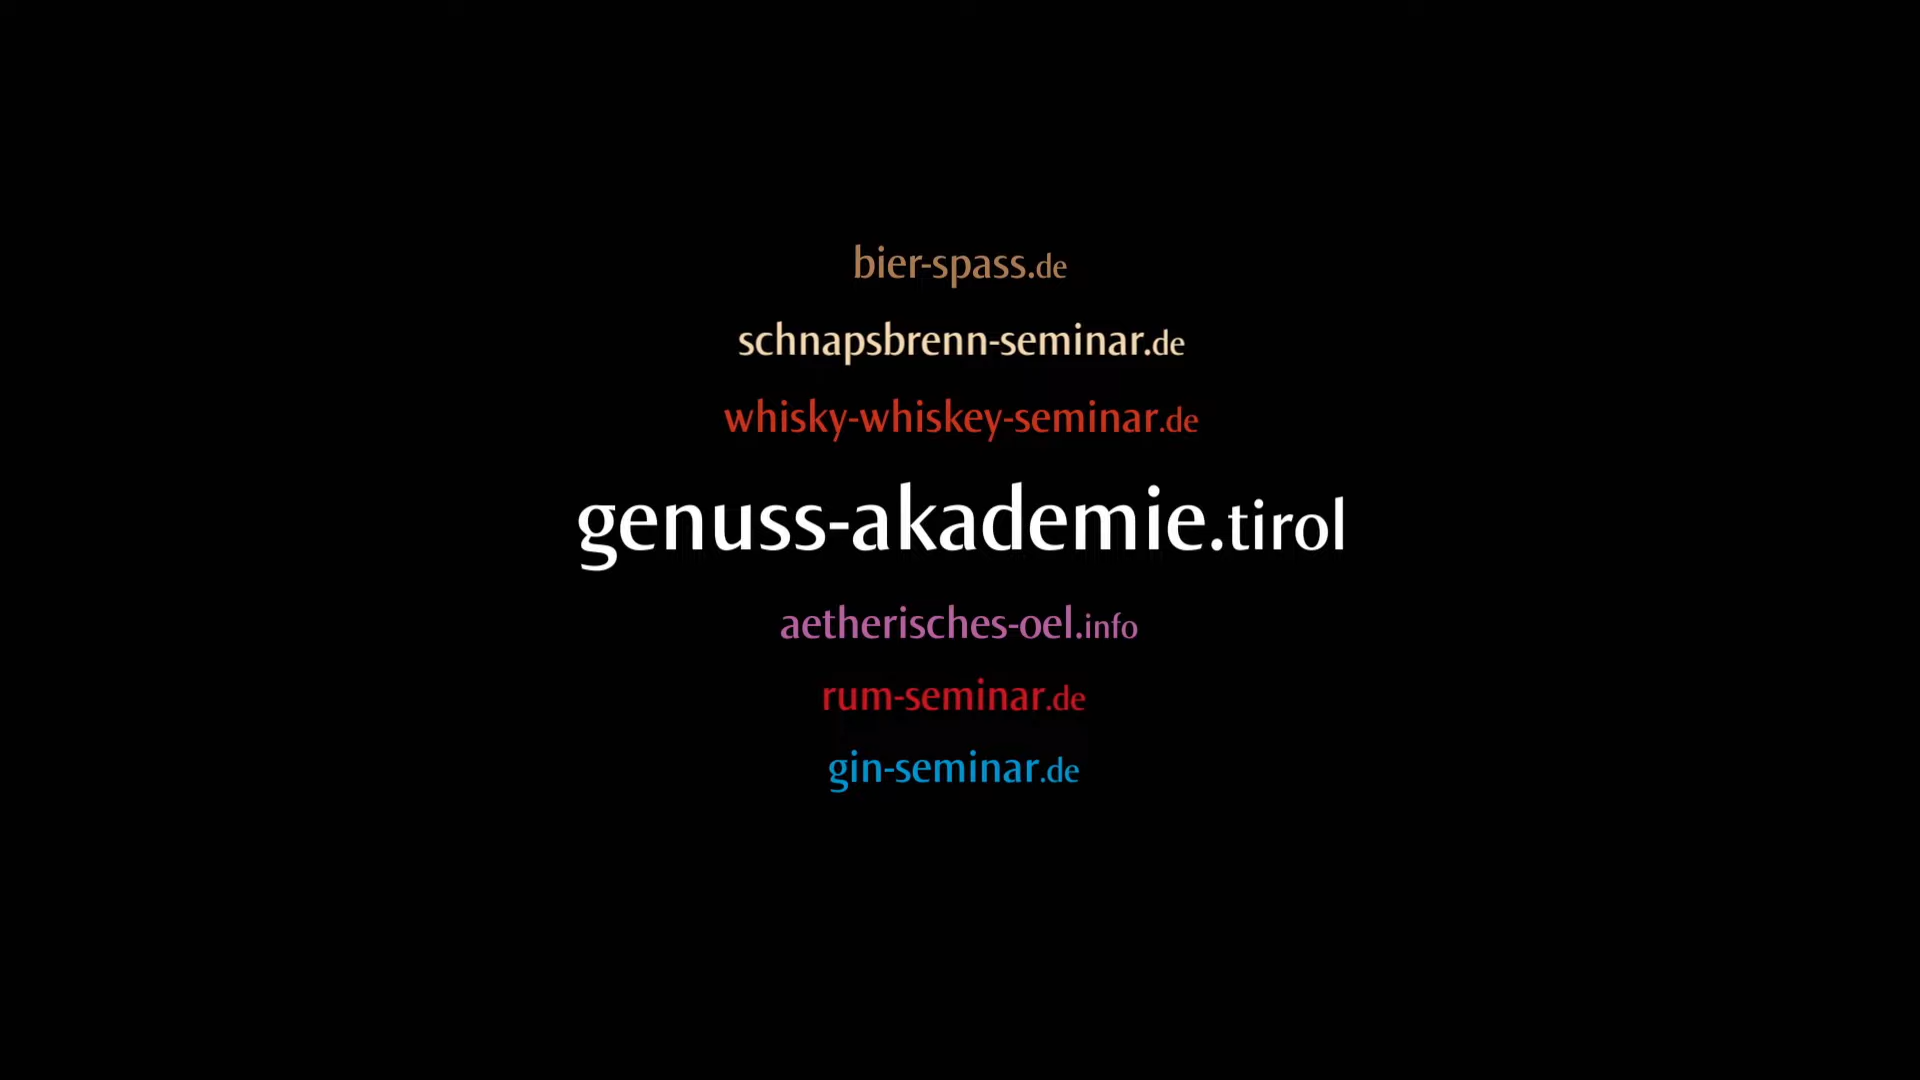 bier-spass.de
schnapsbrenn-seminar.de
whisky-whiskey-seminar.de
genuss-akademie.tirol
aetherisches-oel.info
rum-seminar.de
gin-seminar.de